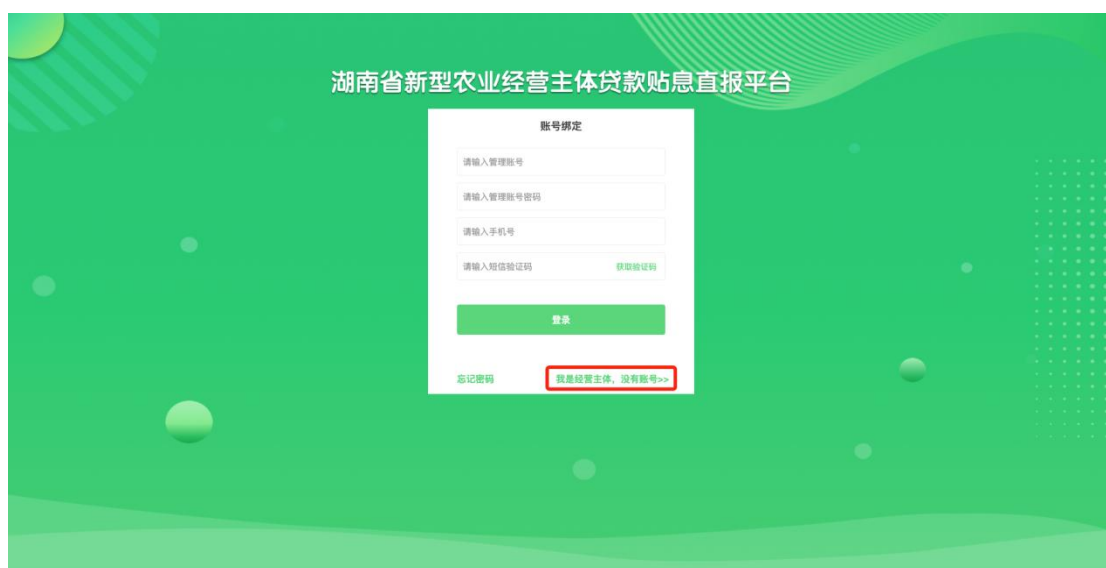 湖南省新型农业经营主体贷款贴息直报平台
账号绑定
请输入管理账号
请输入管理账号密码
请输入手机号
请输入短信验证码 获取验证码
登录
忘记密码 我是经营主体，没有账号>>